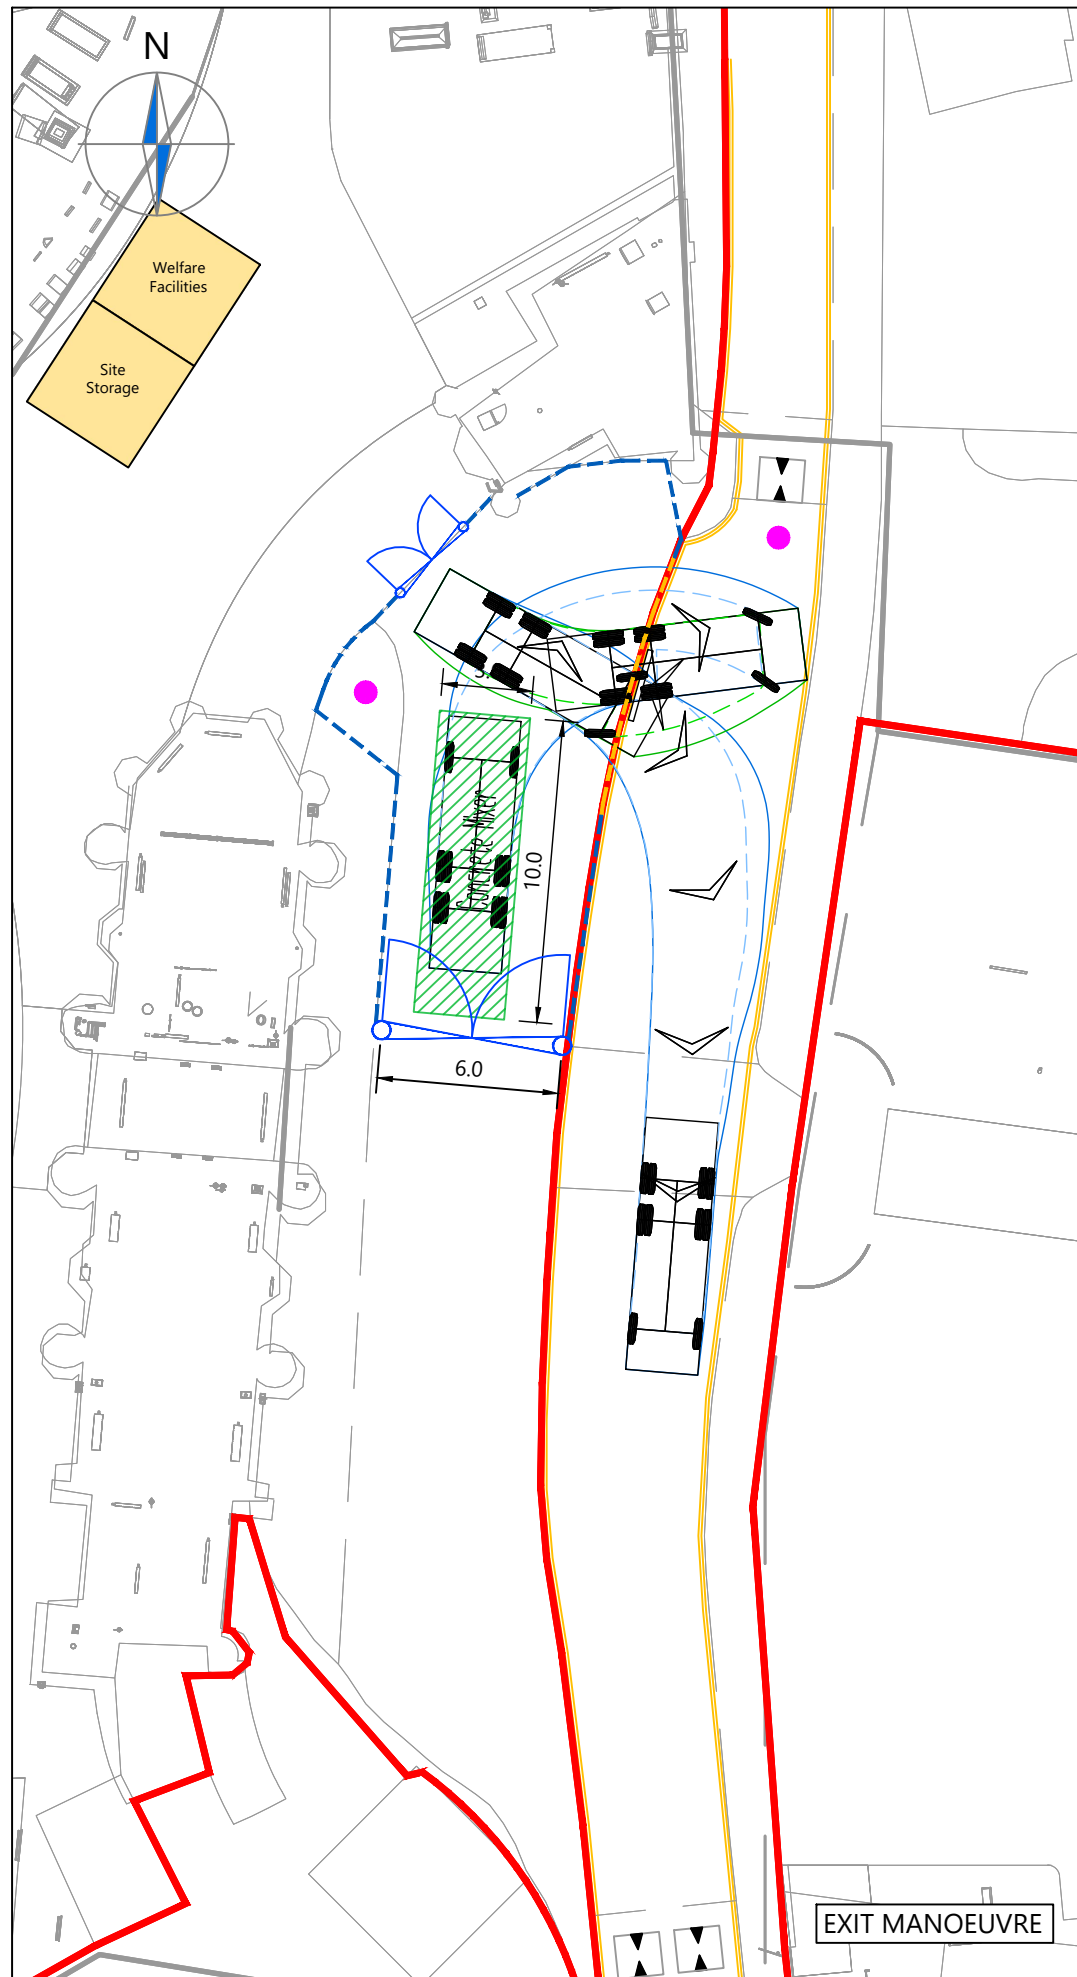 N
Welfare
Facilities
Site
Storage
Concrete Mixer
10.0
6.0
EXIT MANOEUVRE